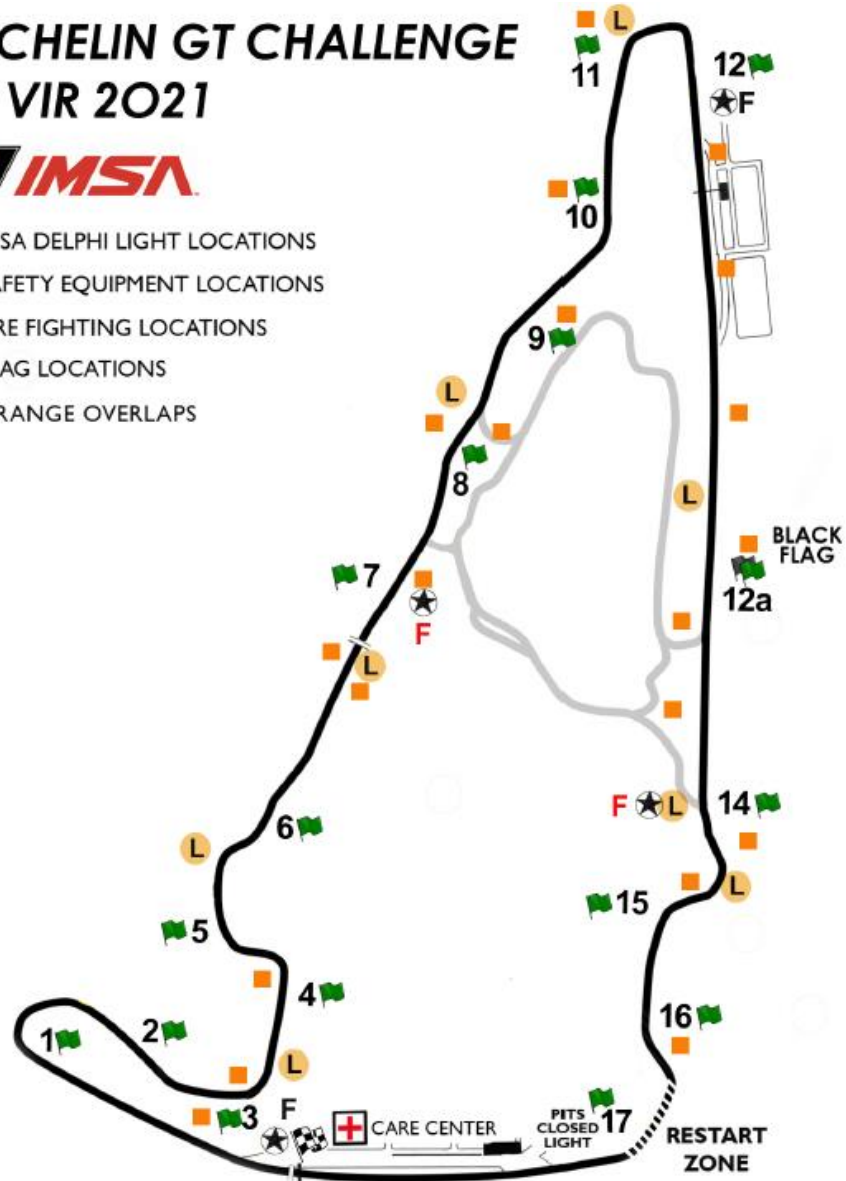 CHELIN GT CHALLENGE
VIR 2021
IMSA
SA DELPHI LIGHT LOCATIONS
AFETY EQUIPMENT LOCATIONS
RE FIGHTING LOCATIONS
AG LOCATIONS
RANGE OVERLAPS
L
11
12
F
10
9
L
8
L
BLACK
FLAG
12a
7
F
L
F
L
14
6
L
L
15
5
4
16
1
2
L
3
F
CARE CENTER
PITS
CLOSED
LIGHT
17
RESTART
ZONE